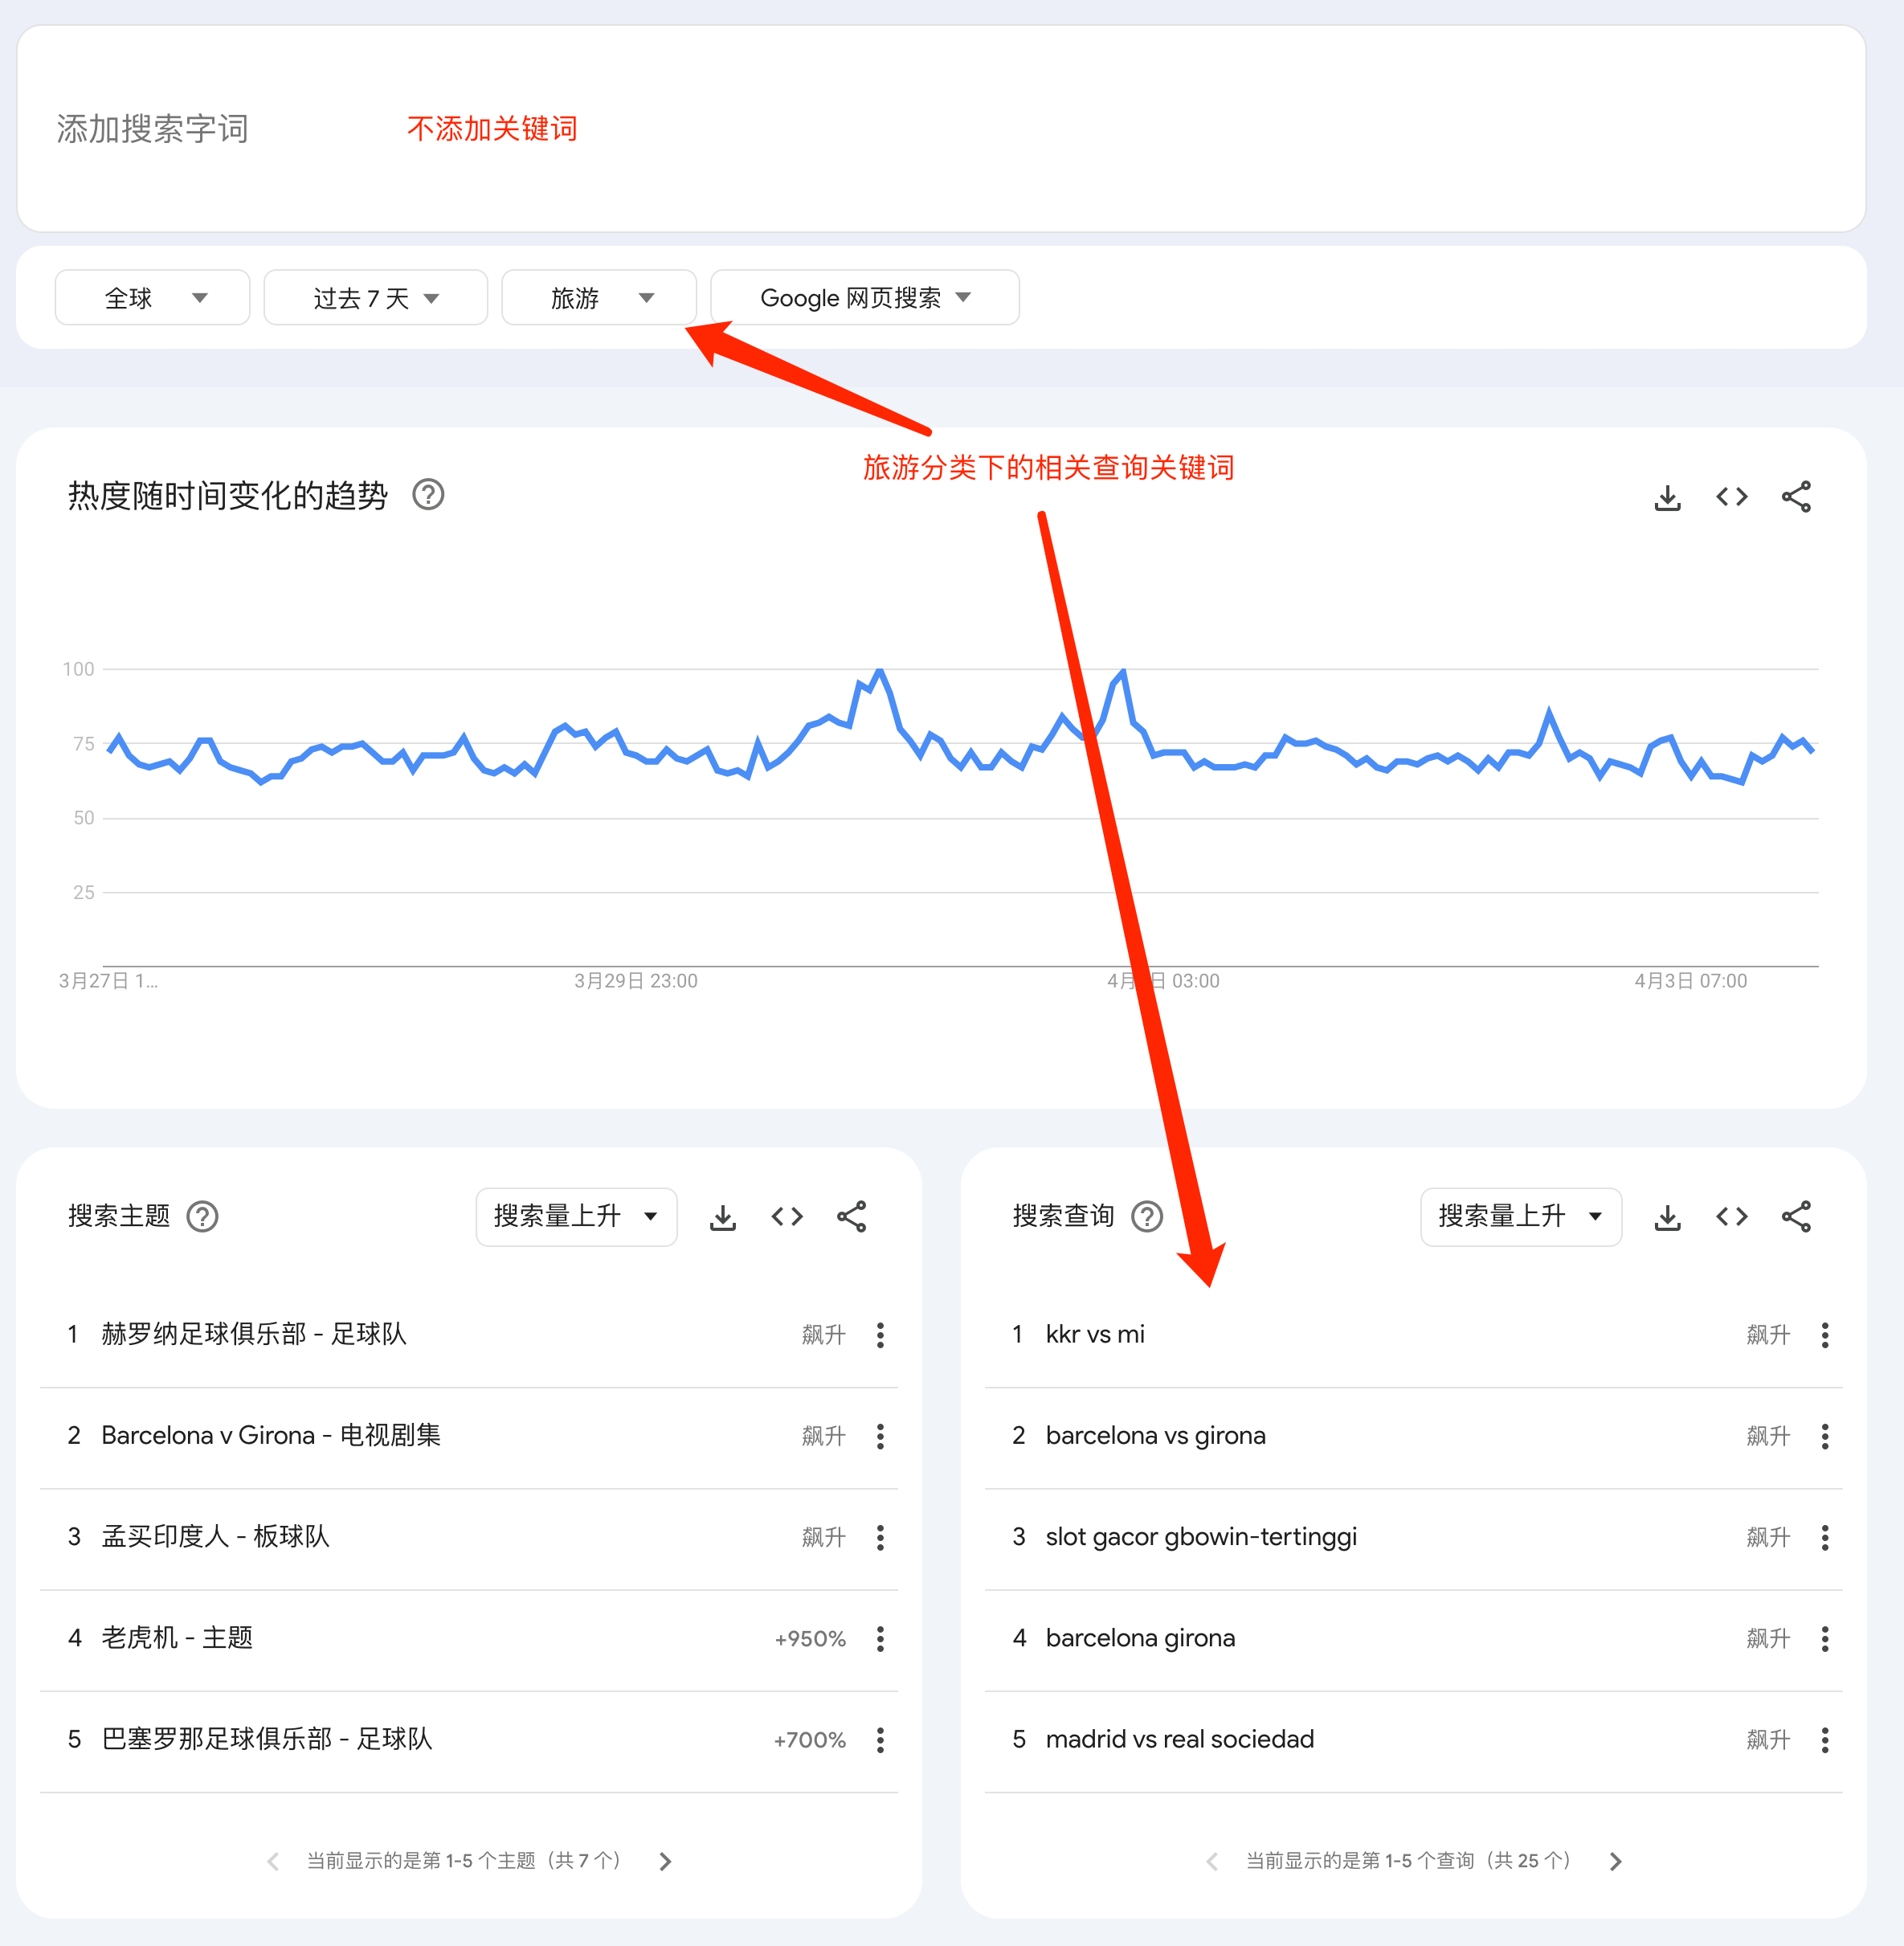 添加搜索字词
不添加关键词
全球
过去 7 天
旅游
Google 网页搜索
旅游分类下的相关查询关键词
热度随时间变化的趋势
100
75
50
25
3月27日 1...
3月29日 23:00
4月 日 03:00
4月3日 07:00
搜索主题
搜索量上升
1 赫罗纳足球俱乐部 - 足球队 飙升
2 Barcelona v Girona - 电视剧集 飙升
3 孟买印度人 - 板球队 飙升
4 老虎机 - 主题 +950%
5 巴塞罗那足球俱乐部 - 足球队 +700%
当前显示的是第 1-5 个主题（共 7 个）
搜索查询
搜索量上升
1 kkr vs mi 飙升
2 barcelona vs girona 飙升
3 slot gacor gbowin-tertinggi 飙升
4 barcelona girona 飙升
5 madrid vs real sociedad 飙升
当前显示的是第 1-5 个查询（共 25 个）